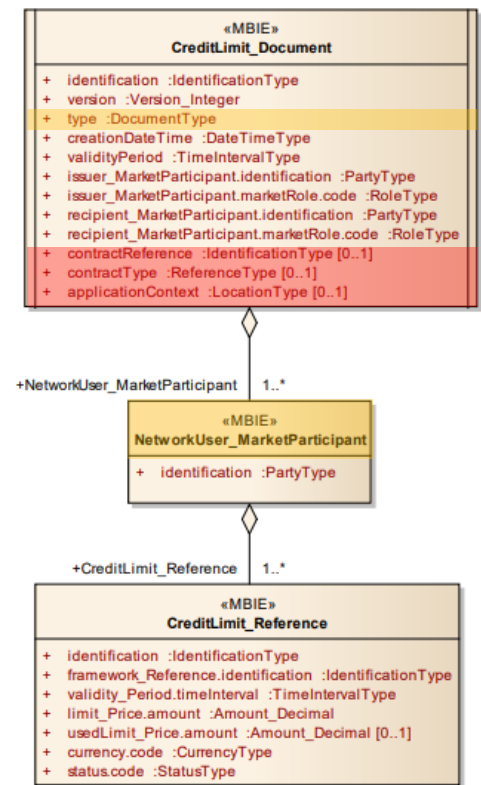 «MBIE»
CreditLimit_Document
+ identification :IdentificationType
+ version :Version_Integer
+ type :DocumentType
+ creationDateTime :DateTimeType
+ validityPeriod :TimeIntervalType
+ issuer_MarketParticipant.identification :PartyType
+ issuer_MarketParticipant.marketRole.code :RoleType
+ recipient_MarketParticipant.identification :PartyType
+ recipient_MarketParticipant.marketRole.code :RoleType
+ contractReference :IdentificationType [0..1]
+ contractType :ReferenceType [0..1]
+ applicationContext :LocationType [0..1]
+NetworkUser_MarketParticipant 1..*
«MBIE»
NetworkUser_MarketParticipant
+ identification :PartyType
+CreditLimit_Reference 1..*
«MBIE»
CreditLimit_Reference
+ identification :IdentificationType
+ framework_Reference.identification :IdentificationType
+ validity_Period.timeInterval :TimeIntervalType
+ limit_Price.amount :Amount_Decimal
+ usedLimit_Price.amount :Amount_Decimal [0..1]
+ currency.code :CurrencyType
+ status.code :StatusType